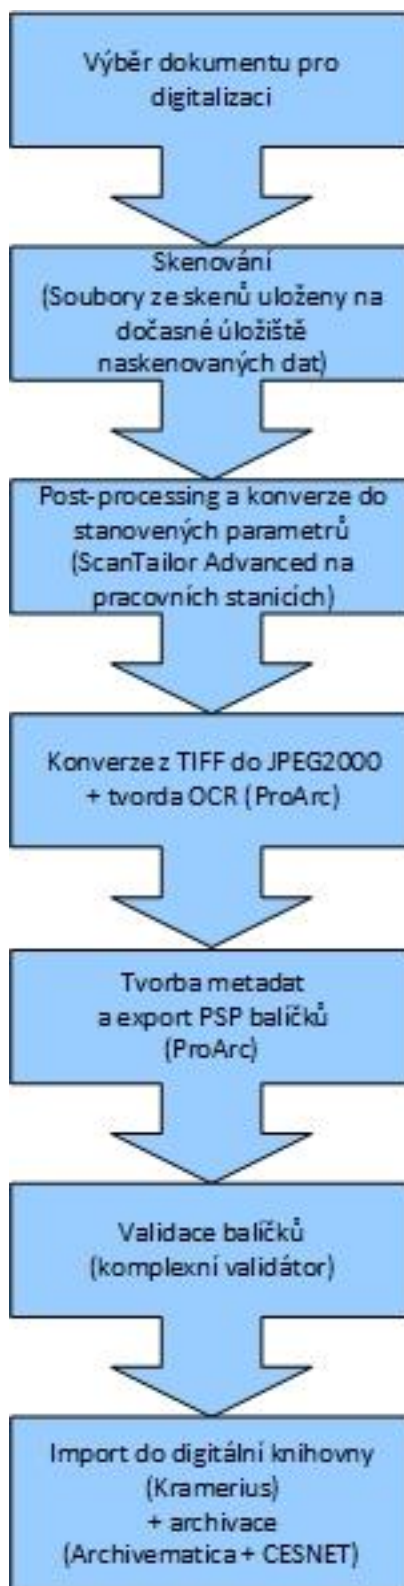 Výběr dokumentu pro
digitalizaci
Skenování
(Soubory ze skenů uloženy na
dočasné úložiště
naskenovaných dat)
Post-processing a konverze do
stanovených parametrů
(ScanTailor Advanced na
pracovních stanicích)
Konverze z TIFF do JPEG2000
+ tvorda OCR (ProArc)
Tvorba metadat
a export PSP balíčků
(ProArc)
Validace balíčků
(komplexní validátor)
Import do digitální knihovny
(Kramerius)
+ archivace
(Archivematica + CESNET)